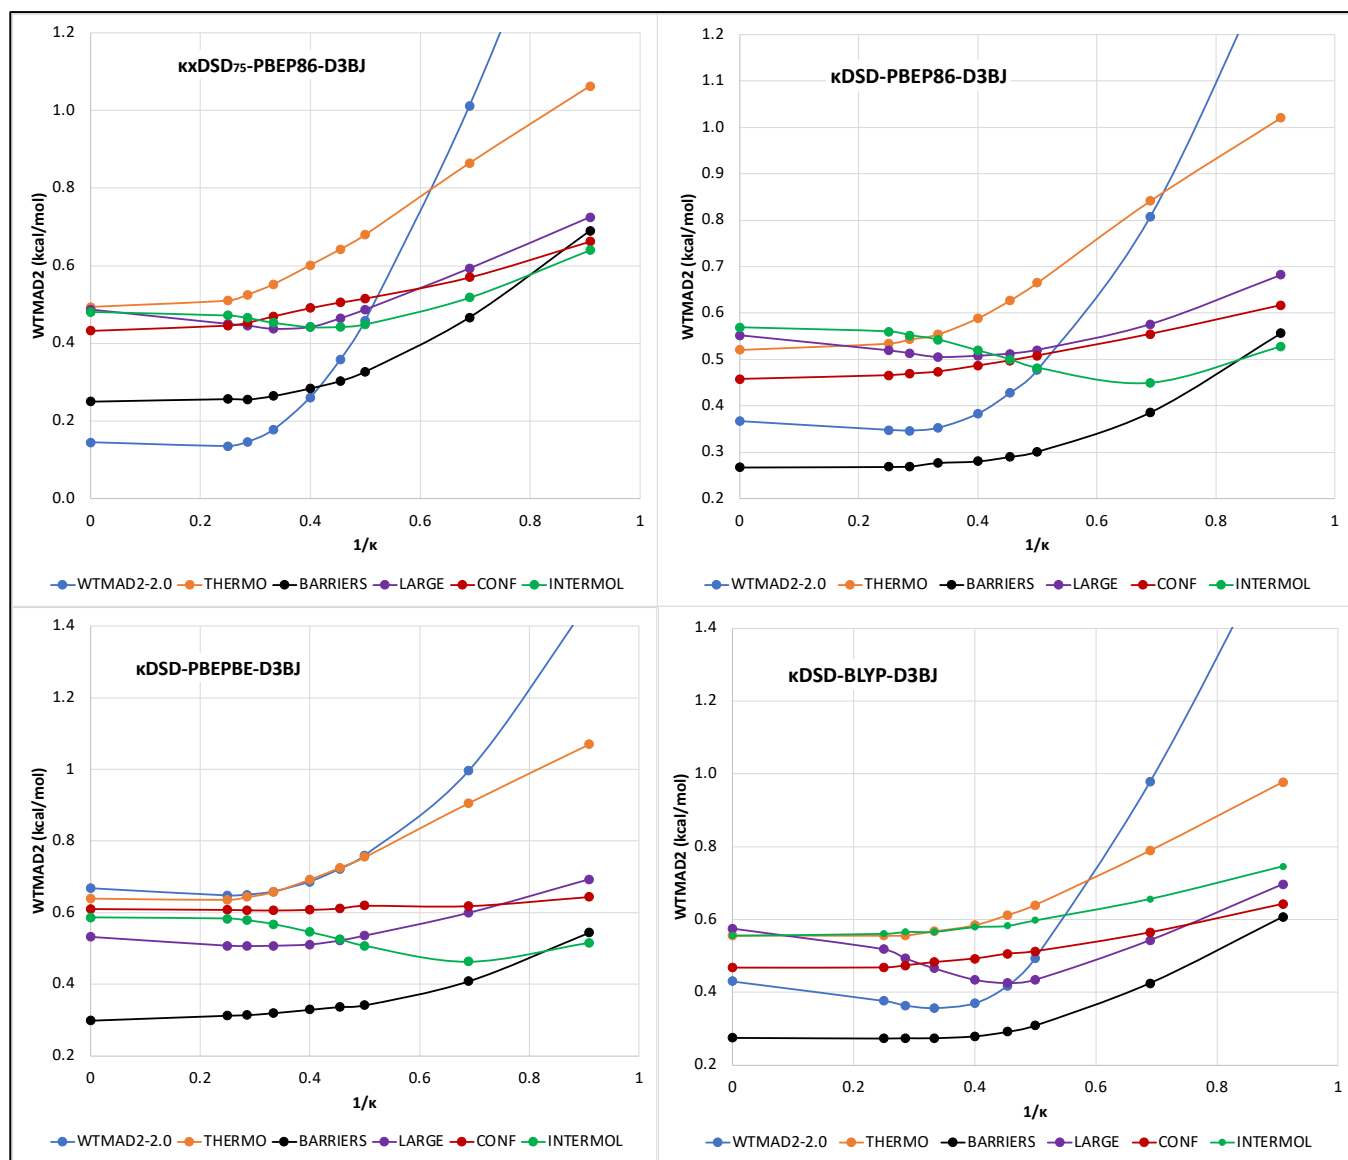 κxDSD75-PBEP86-D3BJ
WTMAD2 (kcal/mol)
1.2
1.0
0.8
0.6
0.4
0.2
0.0
0 0.2 0.4 0.6 0.8 1
1/κ
WTMAD2-2.0 THERMO BARRIERS LARGE CONF INTERMOL
κDSD-PBEP86-D3BJ
WTMAD2 (kcal/mol)
1.2
1.1
1.0
0.9
0.8
0.7
0.6
0.5
0.4
0.3
0.2
0 0.2 0.4 0.6 0.8 1
1/κ
WTMAD2-2.0 THERMO BARRIERS LARGE CONF INTERMOL
κDSD-PBEPBE-D3BJ
WTMAD2 (kcal/mol)
1.4
1.2
1
0.8
0.6
0.4
0.2
0 0.2 0.4 0.6 0.8 1
1/κ
WTMAD2-2.0 THERMO BARRIERS LARGE CONF INTERMOL
κDSD-BLYP-D3BJ
WTMAD2 (kcal/mol)
1.4
1.2
1.0
0.8
0.6
0.4
0.2
0 0.2 0.4 0.6 0.8 1
1/κ
WTMAD2-2.0 THERMO BARRIERS LARGE CONF INTERMOL